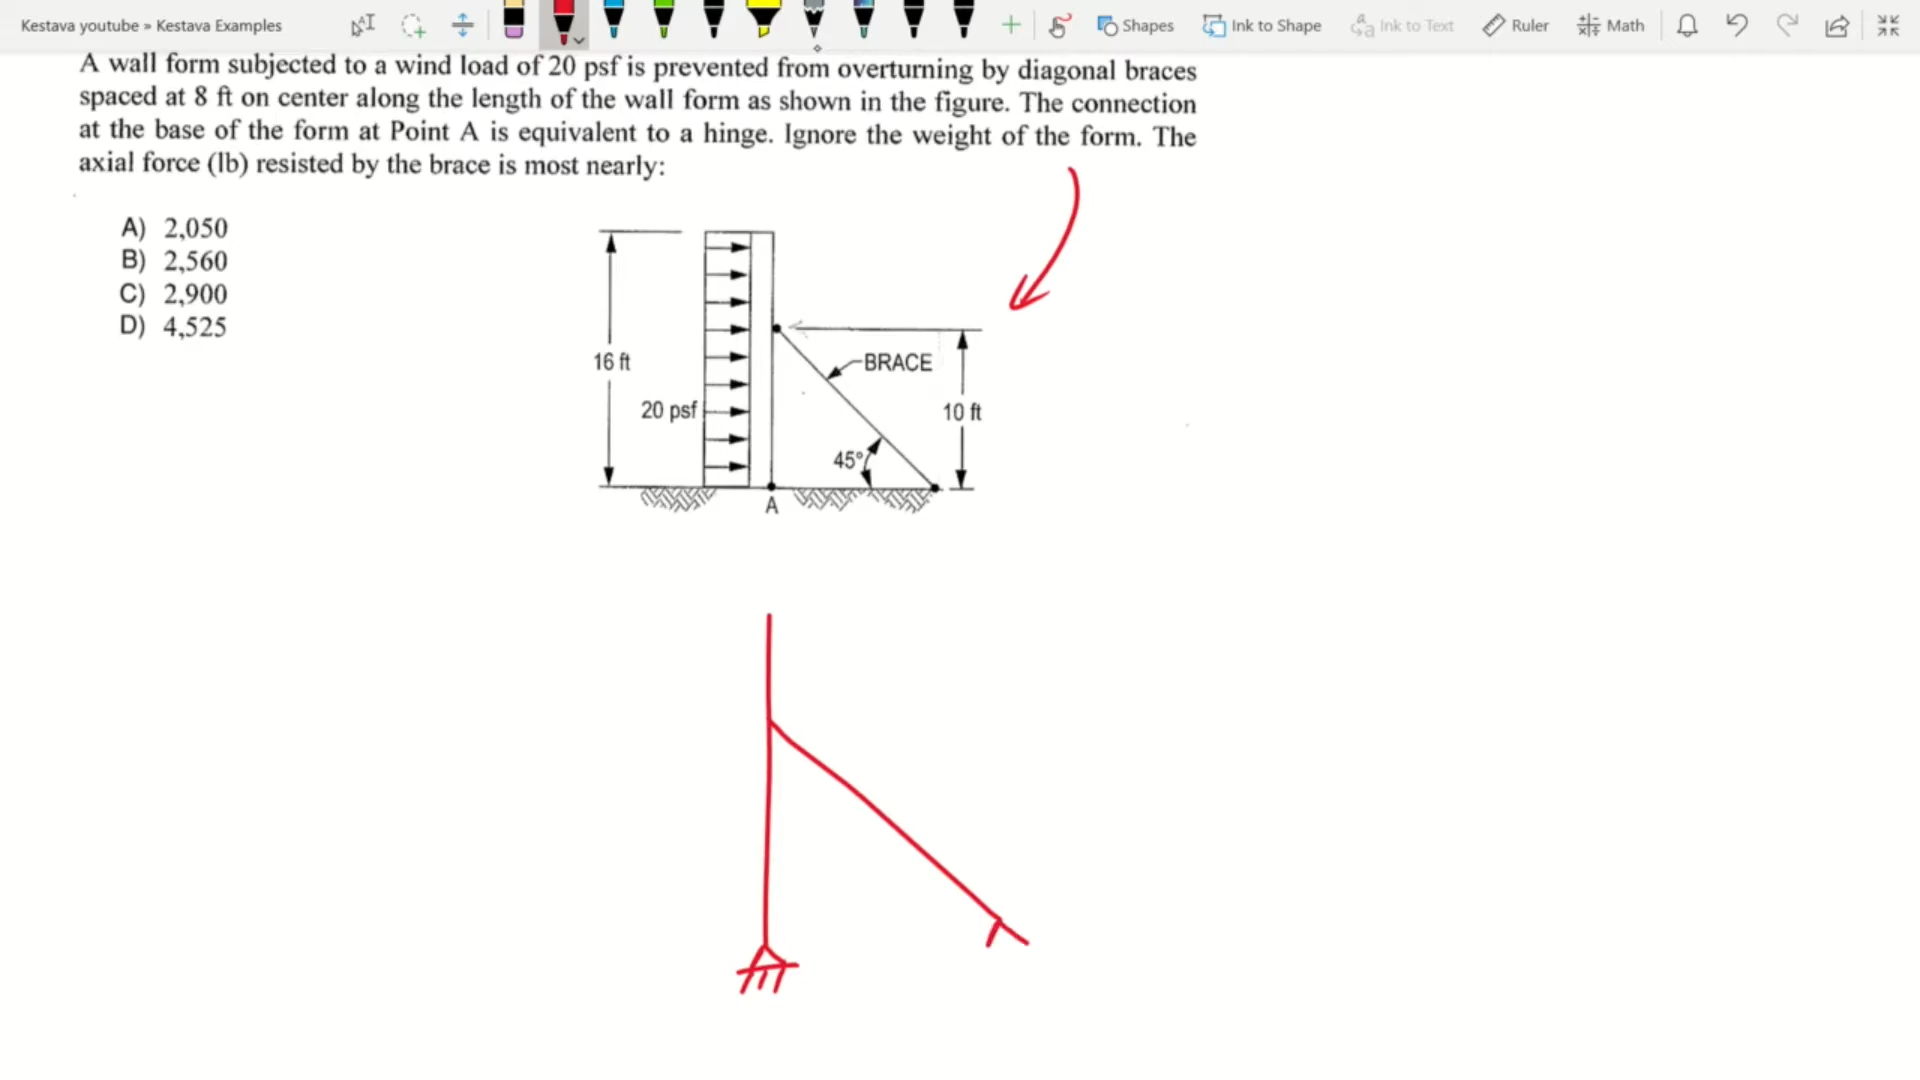 Kestava youtube » Kestava Examples
Shapes
Ink to Shape
Ink to Text
Ruler
Math
A wall form subjected to a wind load of 20 psf is prevented from overturning by diagonal braces
spaced at 8 ft on center along the length of the wall form as shown in the figure. The connection
at the base of the form at Point A is equivalent to a hinge. Ignore the weight of the form. The
axial force (lb) resisted by the brace is most nearly:
A) 2,050
B) 2,560
C) 2,900
D) 4,525
16 ft
BRACE
20 psf
10 ft
45°
A